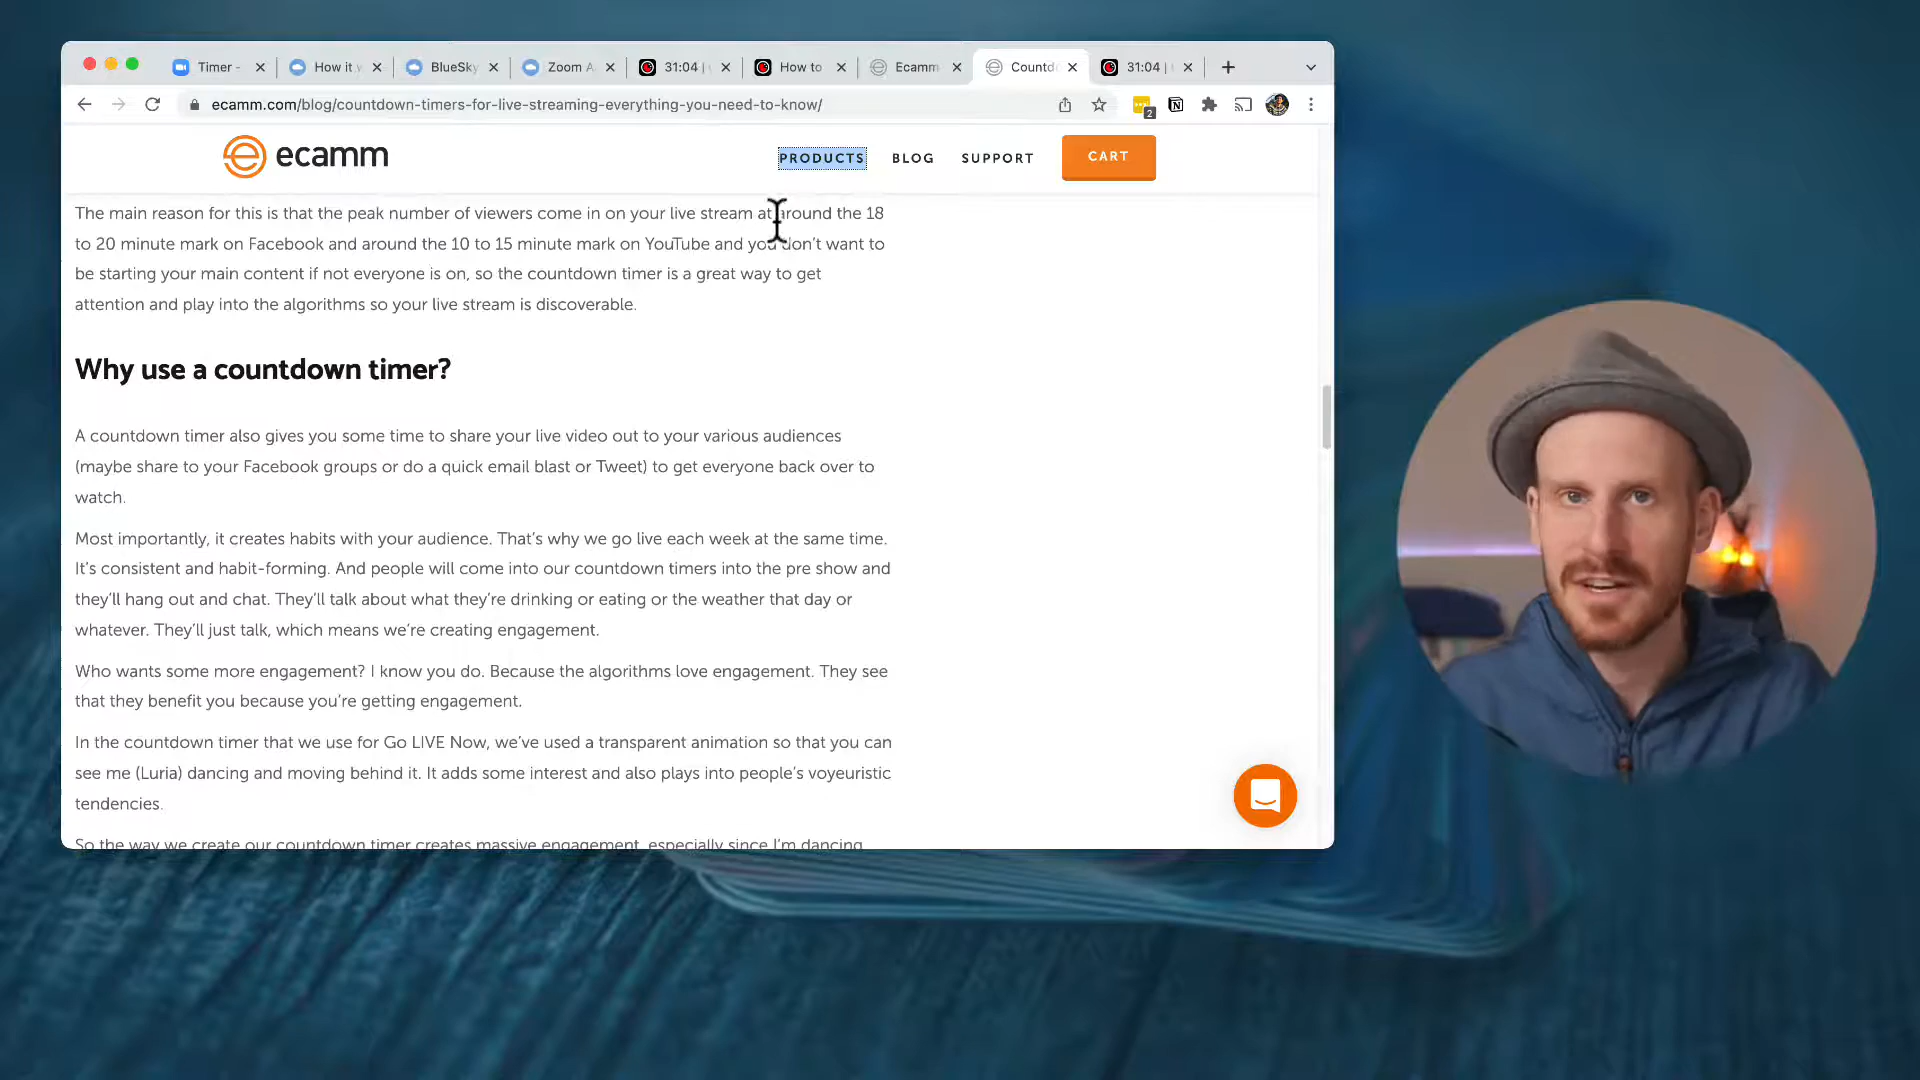 Timer -
How it w
BlueSky
Zoom A
31:04 |
How to
Ecamm
Countd
31:04 |
ecamm.com/blog/countdown-timers-for-live-streaming-everything-you-need-to-know/
2
ecamm
PRODUCTS
BLOG
SUPPORT
CART
The main reason for this is that the peak number of viewers come in on your live stream at around the 18
to 20 minute mark on Facebook and around the 10 to 15 minute mark on YouTube and you don't want to
be starting your main content if not everyone is on, so the countdown timer is a great way to get
attention and play into the algorithms so your live stream is discoverable.
Why use a countdown timer?
A countdown timer also gives you some time to share your live video out to your various audiences
(maybe share to your Facebook groups or do a quick email blast or Tweet) to get everyone back over to
watch.
Most importantly, it creates habits with your audience. That's why we go live each week at the same time.
It's consistent and habit-forming. And people will come into our countdown timers into the pre show and
they'll hang out and chat. They'll talk about what they're drinking or eating or the weather that day or
whatever. They'll just talk, which means we're creating engagement.
Who wants some more engagement? I know you do. Because the algorithms love engagement. They see
that they benefit you because you're getting engagement.
In the countdown timer that we use for Go LIVE Now, we've used a transparent animation so that you can
see me (Luria) dancing and moving behind it. It adds some interest and also plays into people's voyeuristic
tendencies.
So the way we create our countdown timer creates massive engagement, especially since I'm dancing